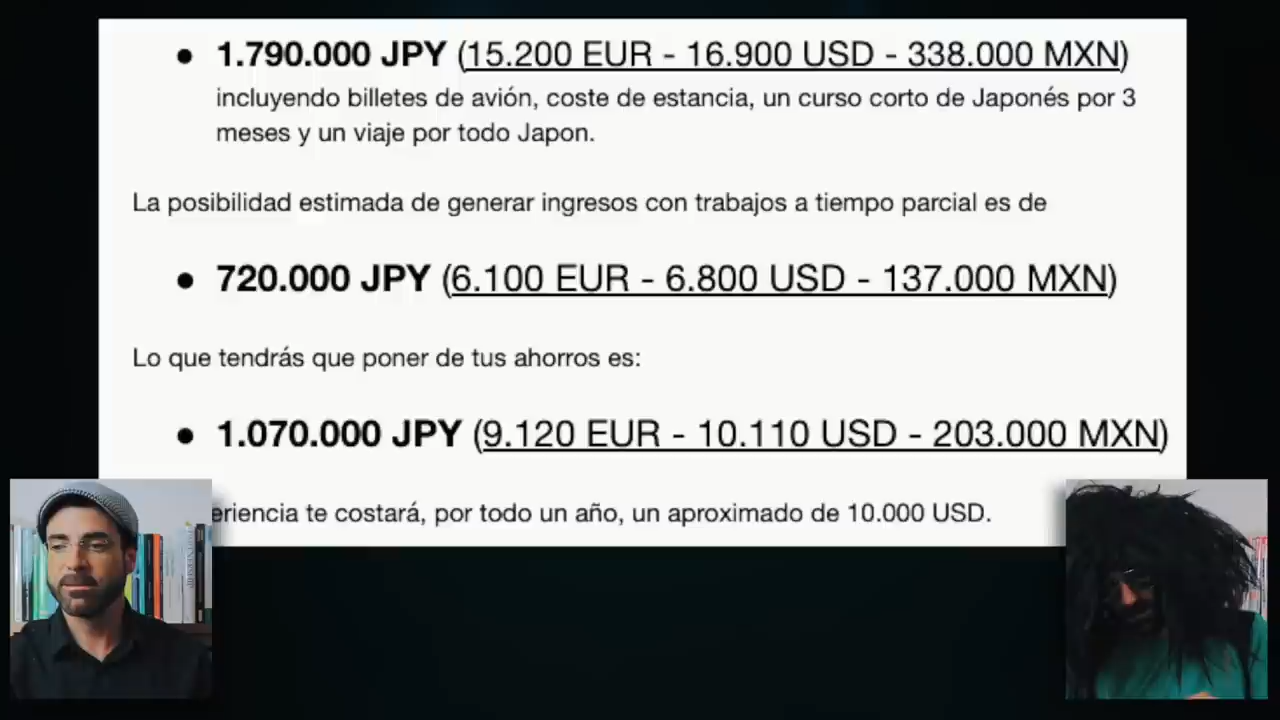 ● 1.790.000 JPY (15.200 EUR - 16.900 USD - 338.000 MXN)
incluyendo billetes de avión, coste de estancia, un curso corto de Japonés por 3
meses y un viaje por todo Japon.
La posibilidad estimada de generar ingresos con trabajos a tiempo parcial es de
● 720.000 JPY (6.100 EUR - 6.800 USD - 137.000 MXN)
Lo que tendrás que poner de tus ahorros es:
● 1.070.000 JPY (9.120 EUR - 10.110 USD - 203.000 MXN)
eriencia te costará, por todo un año, un aproximado de 10.000 USD.